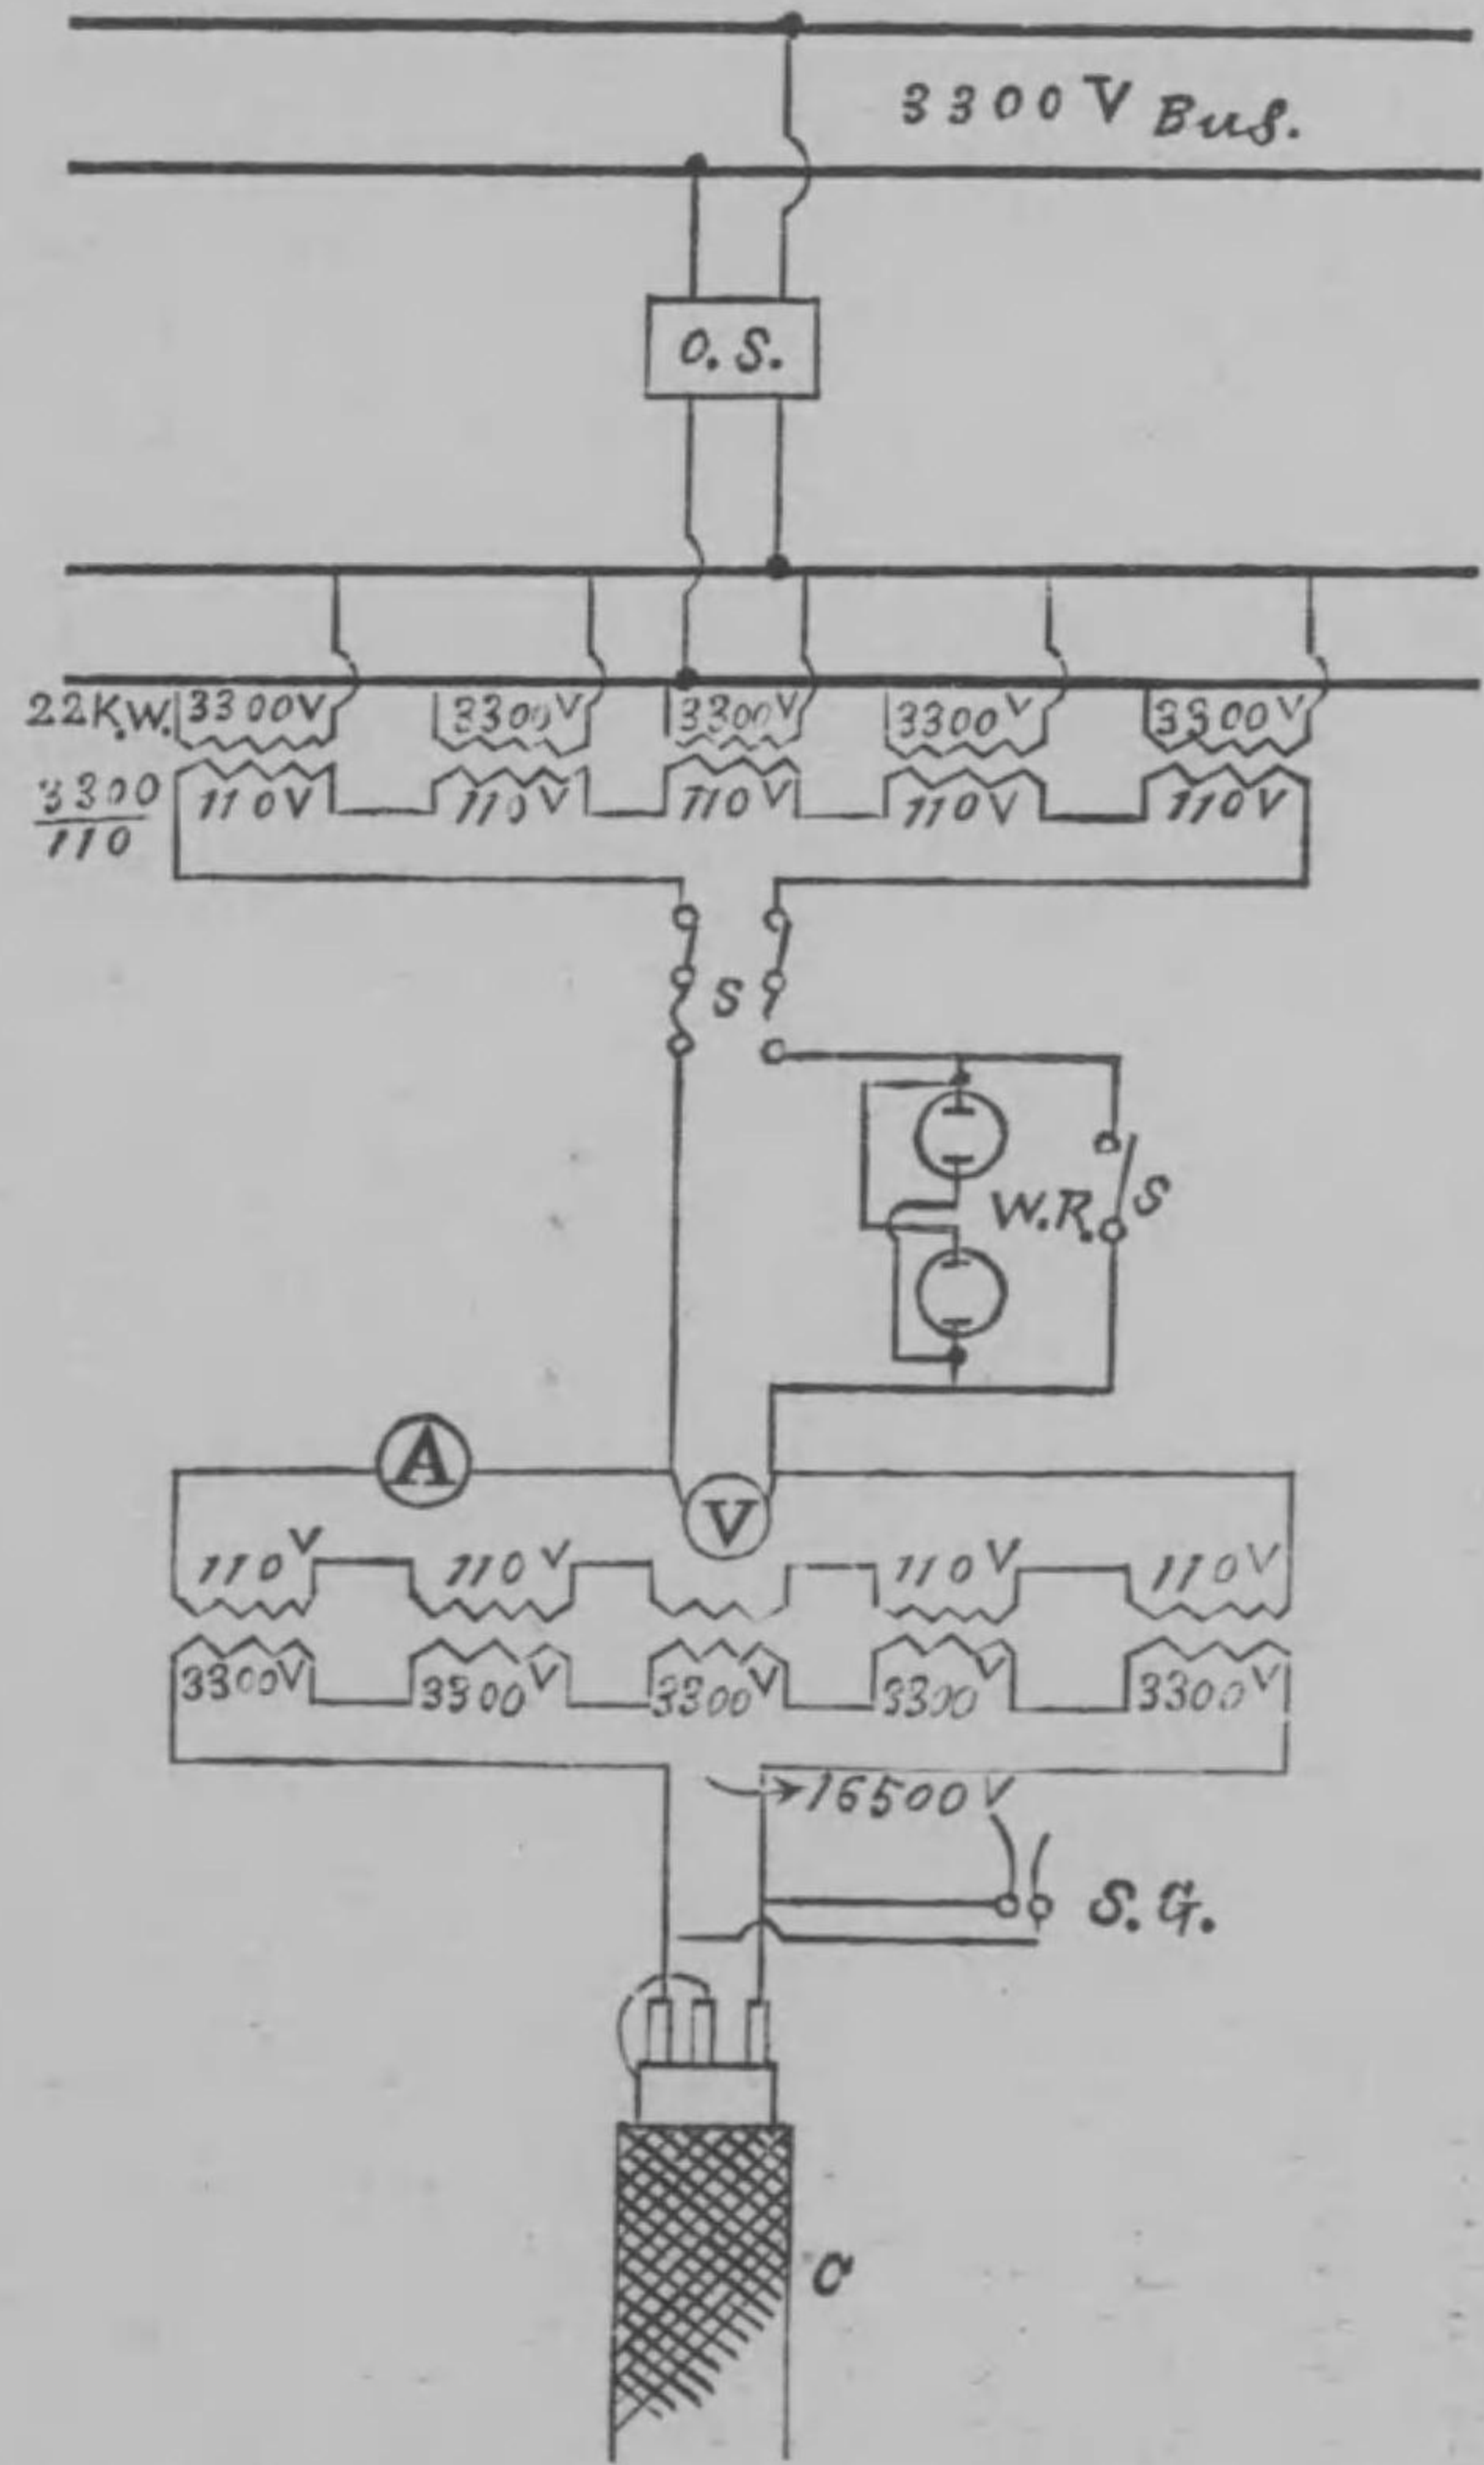 3300 V Bus.
O. S.
22K.W. 3300V 3300V 3300V 3300V 3300V
3300/110 110V 110V 110V 110V 110V
S
W.R. S
A
V
110V 110V 110V 110V
3300V 3300V 3300V 3300V 3300V
16500V
S. G.
C